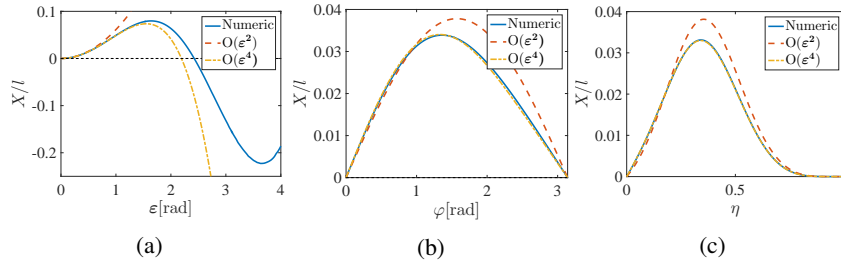 0.1
0
-0.1
-0.2
X/l
0 1 2 3 4
ε[rad]
Numeric
O(ε²)
O(ε⁴)
(a)
0.04
0.03
0.02
0.01
0
X/l
0 1 2 3
φ[rad]
Numeric
O(ε²)
O(ε⁴)
(b)
0.04
0.03
0.02
0.01
0
X/l
0 0.5
η
Numeric
O(ε²)
O(ε⁴)
(c)